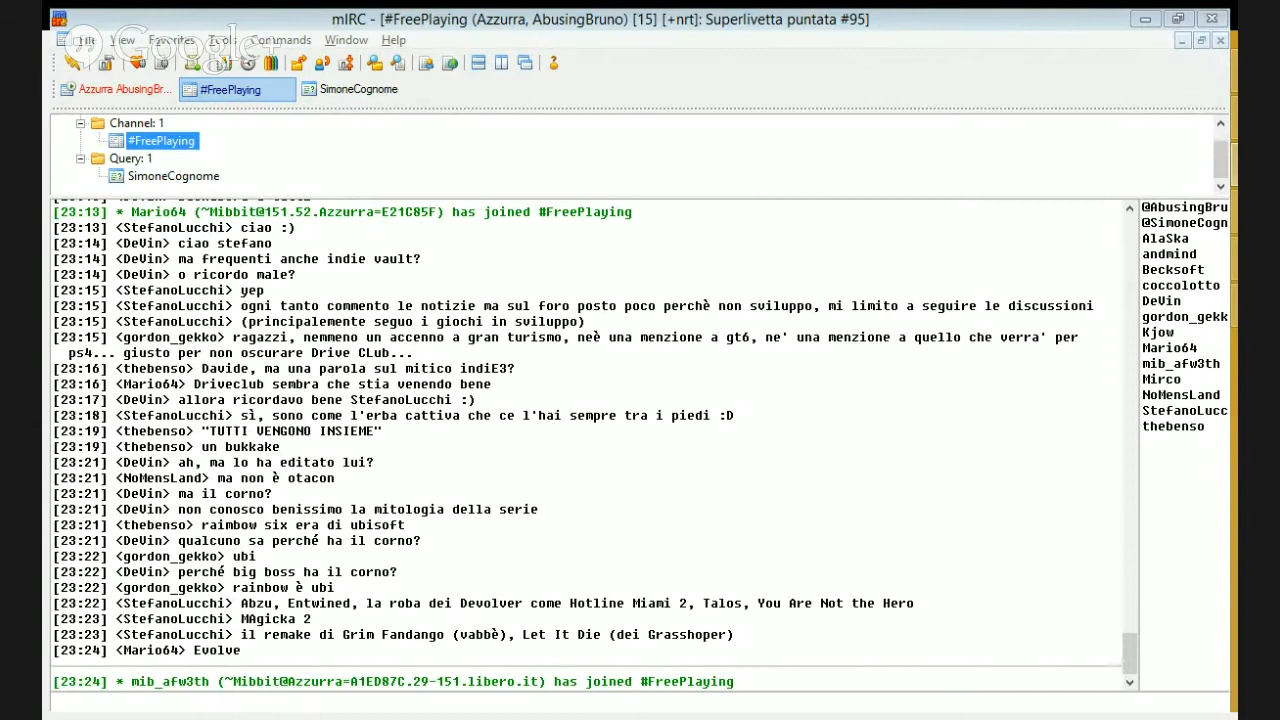 mIRC - [#FreePlaying (Azzurra, AbusingBruno) [15] [+nrt]: Superlivetta puntata #95]
File View Favorites Tools Commands Window Help
Google+
Azzurra AbusingBr... #FreePlaying SimoneCognome
Channel: 1
#FreePlaying
Query: 1
SimoneCognome
[23:13] * Mario64 (~Mibbit@151.52.Azzurra=E21C85F) has joined #FreePlaying
[23:13] <StefanoLucchi> ciao :)
[23:14] <DeVin> ciao stefano
[23:14] <DeVin> ma frequenti anche indie vault?
[23:14] <DeVin> o ricordo male?
[23:15] <StefanoLucchi> yep
[23:15] <StefanoLucchi> ogni tanto commento le notizie ma sul foro posto poco perchè non sviluppo, mi limito a seguire le discussioni
[23:15] <StefanoLucchi> (principalemente seguo i giochi in sviluppo)
[23:15] <gordon_gekko> ragazzi, nemmeno un accenno a gran turismo, neè una menzione a gt6, ne' una menzione a quello che verra' per
ps4... giusto per non oscurare Drive CLub...
[23:16] <thebenso> Davide, ma una parola sul mitico indiE3?
[23:16] <Mario64> Driveclub sembra che stia venendo bene
[23:17] <DeVin> allora ricordavo bene StefanoLucchi :)
[23:18] <StefanoLucchi> sì, sono come l'erba cattiva che ce l'hai sempre tra i piedi :D
[23:19] <thebenso> "TUTTI VENGONO INSIEME"
[23:19] <thebenso> un bukkake
[23:21] <DeVin> ah, ma lo ha editato lui?
[23:21] <NoMensLand> ma non è otacon
[23:21] <DeVin> ma il corno?
[23:21] <DeVin> non conosco benissimo la mitologia della serie
[23:21] <thebenso> raimbow six era di ubisoft
[23:21] <DeVin> qualcuno sa perché ha il corno?
[23:22] <gordon_gekko> ubi
[23:22] <DeVin> perché big boss ha il corno?
[23:22] <gordon_gekko> rainbow è ubi
[23:22] <StefanoLucchi> Abzu, Entwined, la roba dei Devolver come Hotline Miami 2, Talos, You Are Not the Hero
[23:23] <StefanoLucchi> MAgicka 2
[23:23] <StefanoLucchi> il remake di Grim Fandango (vabbè), Let It Die (dei Grasshoper)
[23:24] <Mario64> Evolve
[23:24] * mib_afw3th (~Mibbit@Azzurra=A1ED87C.29-151.libero.it) has joined #FreePlaying
@AbusingBru
@SimoneCogn
AlaSka
andmind
Becksoft
coccolotto
DeVin
gordon_gekk
Kjow
Mario64
mib_afw3th
Mirco
NoMensLand
StefanoLucc
thebenso